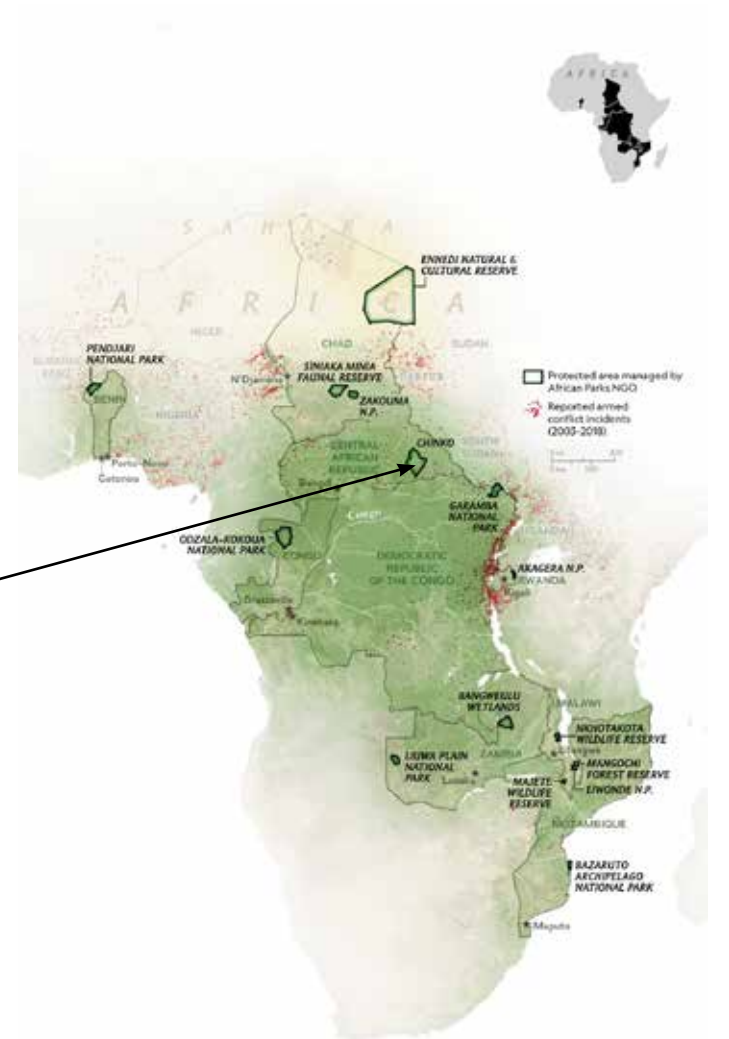 AFRICA
SAHARA
AFRICA
ENNEDI NATURAL &
CULTURAL RESERVE
NIGER
CHAD
SUDAN
PENDJARI
NATIONAL PARK
BURKINA
BENIN
NIGERIA
N'Djamena
SINIAKA MINIA
FAUNAL RESERVE
ZAKOUMA
N.P.
Protected area managed by
African Parks NGO
Reported armed
conflict incidents
(2003-2018)
Porto-Novo
Cotonou
CENTRAL
AFRICAN
REPUBLIC
CHINKO
SOUTH
SUDAN
Bangui
Congo
GARAMBA
NATIONAL
PARK
UGANDA
ODZALA-KOKOUA
NATIONAL PARK
CONGO
DEMOCRATIC
REPUBLIC
OF THE CONGO
AKAGERA N.P.
RWANDA
Kigali
Brazzaville
Kinshasa
BANGWEULU
WETLANDS
MALAWI
NKHOTAKOTA
WILDLIFE RESERVE
Lilongwe
LIUWA PLAIN
NATIONAL
PARK
ZAMBIA
Lusaka
MANGOCHI
FOREST RESERVE
LIWONDE N.P.
MAJETE
WILDLIFE
RESERVE
MOZAMBIQUE
BAZARUTO
ARCHIPELAGO
NATIONAL PARK
Maputo